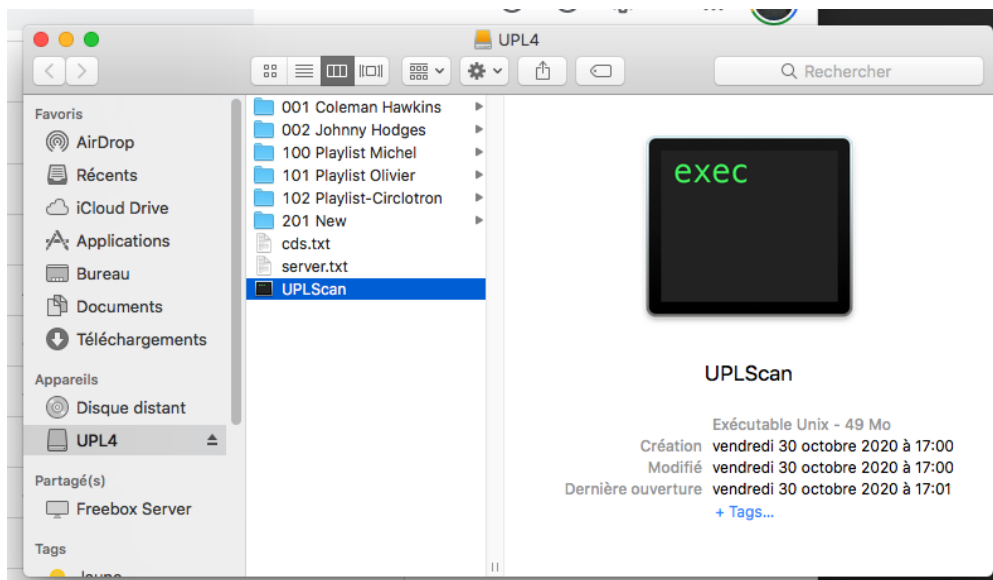 UPL4
Rechercher
Favoris
AirDrop
Récents
iCloud Drive
Applications
Bureau
Documents
Téléchargements
Appareils
Disque distant
UPL4
Partagé(s)
Freebox Server
Tags
001 Coleman Hawkins
002 Johnny Hodges
100 Playlist Michel
101 Playlist Olivier
102 Playlist-Circlotron
201 New
cds.txt
server.txt
UPLScan
exec
UPLScan
Exécutable Unix - 49 Mo
Création vendredi 30 octobre 2020 à 17:00
Modifié vendredi 30 octobre 2020 à 17:00
Dernière ouverture vendredi 30 octobre 2020 à 17:01
+ Tags...